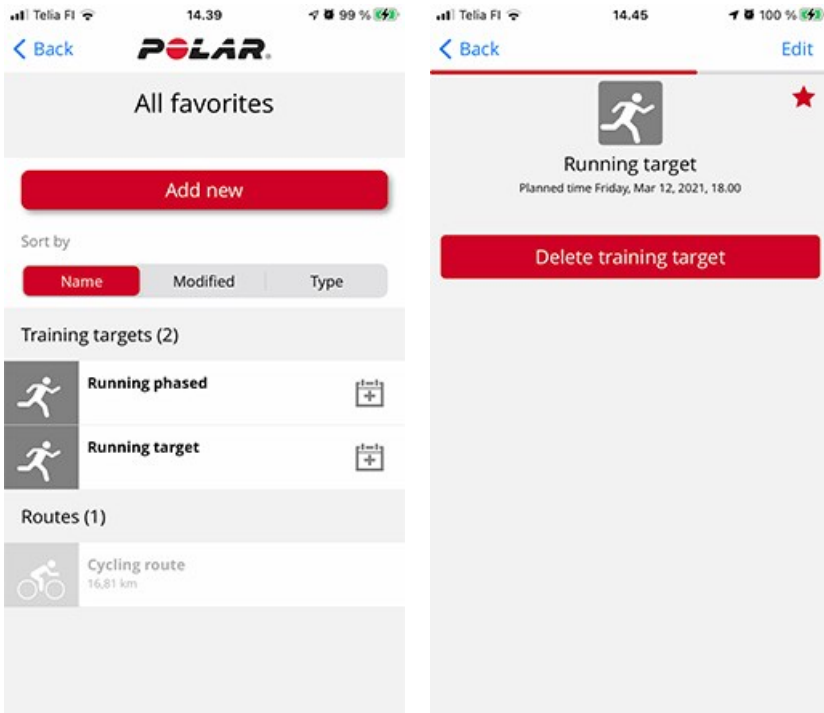 Telia FI 14.39 99 %
Back POLAR.
All favorites
Add new
Sort by
Name Modified Type
Training targets (2)
Running phased
Running target
Routes (1)
Cycling route
16,81 km
Telia FI 14.45 100 %
Back Edit
Running target
Planned time Friday, Mar 12, 2021, 18.00
Delete training target